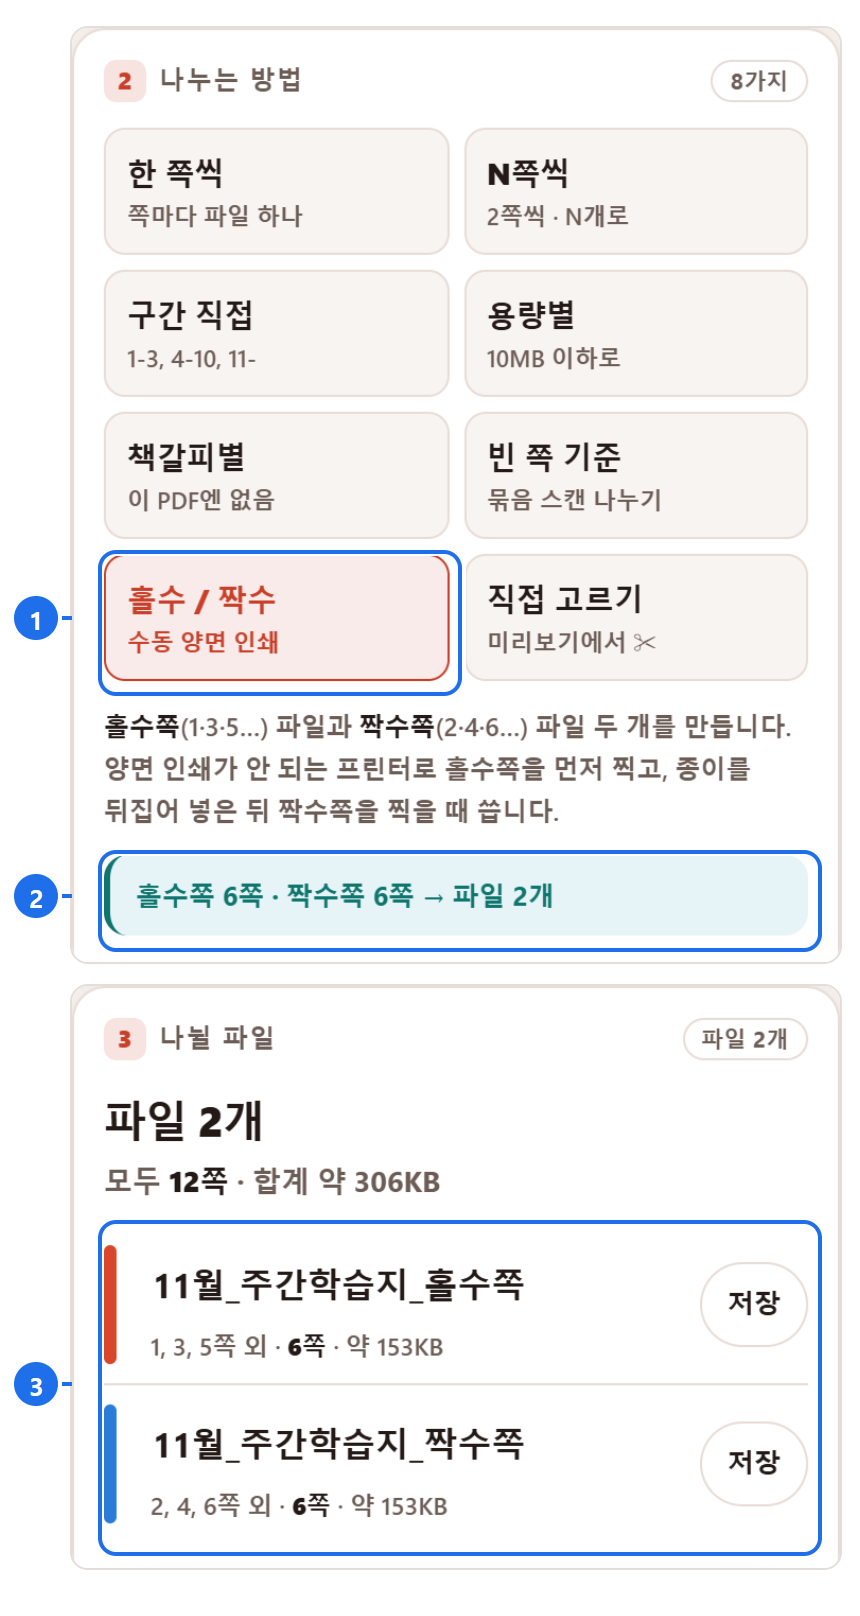 2 나누는 방법 8가지
한 쪽씩 N쪽씩
쪽마다 파일 하나 2쪽씩 · N개로
구간 직접 용량별
1-3, 4-10, 11- 10MB 이하로
책갈피별 빈 쪽 기준
이 PDF엔 없음 묶음 스캔 나누기
1 홀수 / 짝수 직접 고르기
수동 양면 인쇄 미리보기에서 ✂
홀수쪽(1·3·5…) 파일과 짝수쪽(2·4·6…) 파일 두 개를 만듭니다.
양면 인쇄가 안 되는 프린터로 홀수쪽을 먼저 찍고, 종이를
뒤집어 넣은 뒤 짝수쪽을 찍을 때 씁니다.
2 홀수쪽 6쪽 · 짝수쪽 6쪽 → 파일 2개
3 나뉠 파일 파일 2개
파일 2개
모두 12쪽 · 합계 약 306KB
11월_주간학습지_홀수쪽 저장
1, 3, 5쪽 외 · 6쪽 · 약 153KB
3
11월_주간학습지_짝수쪽 저장
2, 4, 6쪽 외 · 6쪽 · 약 153KB